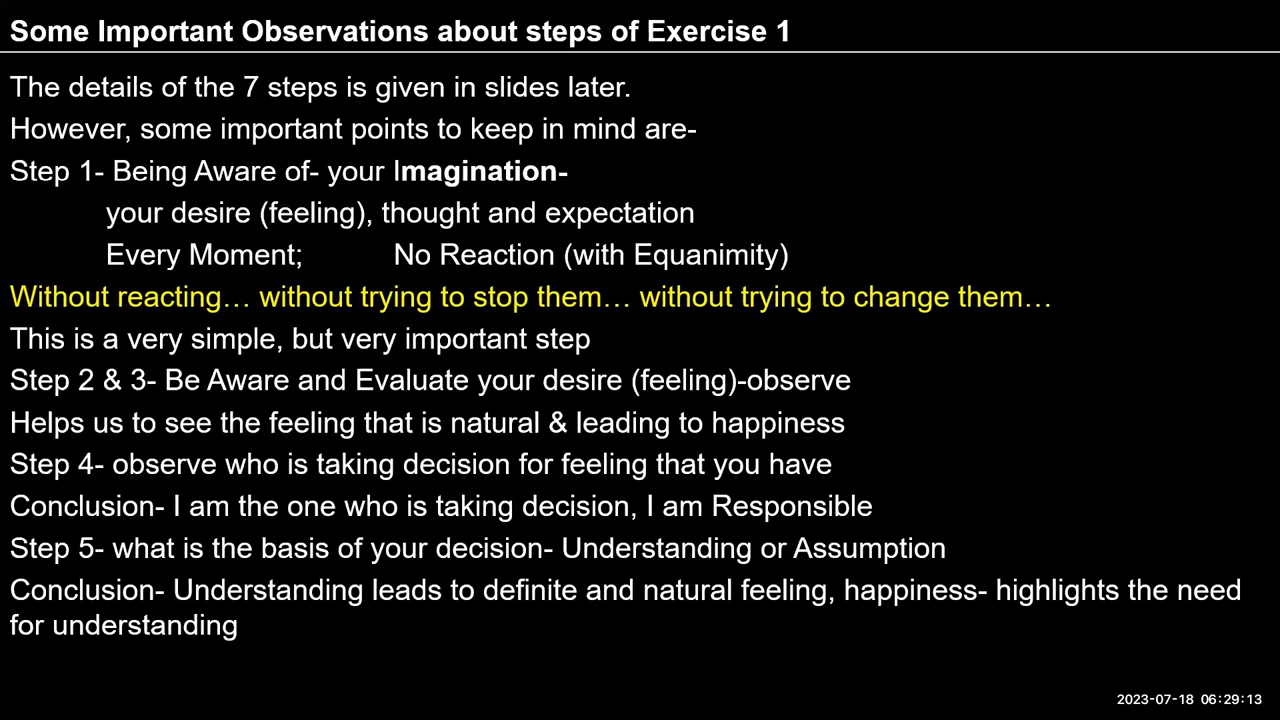 Some Important Observations about steps of Exercise 1
The details of the 7 steps is given in slides later.
However, some important points to keep in mind are-
Step 1- Being Aware of- your Imagination-
your desire (feeling), thought and expectation
Every Moment; No Reaction (with Equanimity)
Without reacting… without trying to stop them… without trying to change them…
This is a very simple, but very important step
Step 2 & 3- Be Aware and Evaluate your desire (feeling)-observe
Helps us to see the feeling that is natural & leading to happiness
Step 4- observe who is taking decision for feeling that you have
Conclusion- I am the one who is taking decision, I am Responsible
Step 5- what is the basis of your decision- Understanding or Assumption
Conclusion- Understanding leads to definite and natural feeling, happiness- highlights the need
for understanding
2023-07-18 06:29:13